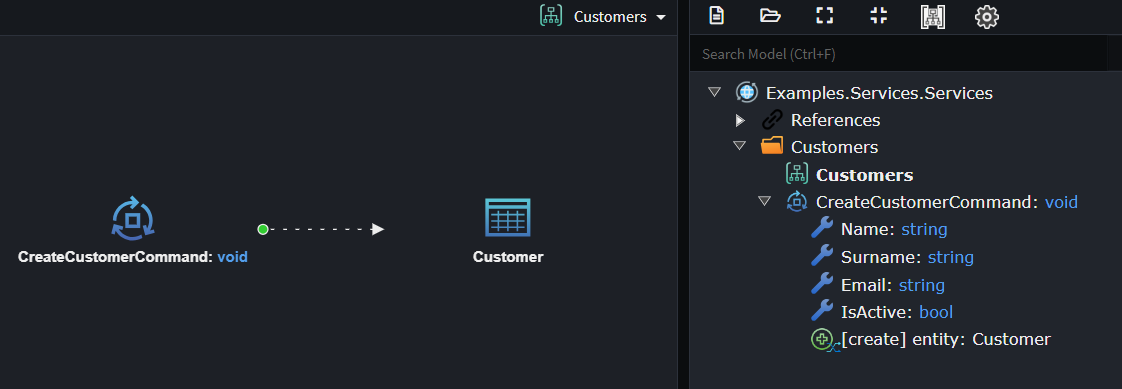 Customers
CreateCustomerCommand: void
Customer
Search Model (Ctrl+F)
Examples.Services.Services
References
Customers
Customers
CreateCustomerCommand: void
Name: string
Surname: string
Email: string
IsActive: bool
[create] entity: Customer